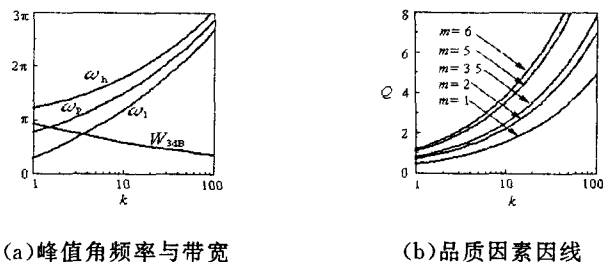 3π
2π
π
0
ω_h
ω_p
ω_1
W_3dB
1
10
100
k
8
6
4
2
0
Q
m=6
m=5
m=3.5
m=2
m=1
1
10
100
k
(a)峰值角频率与带宽
(b)品质因素因线